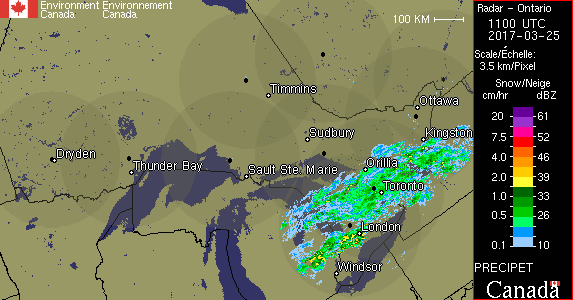 Environment Environnement
Canada Canada
100 KM
Timmins
Ottawa
Sudbury
Kingston
Dryden
Thunder Bay
Sault Ste. Marie
Orillia
Toronto
London
Windsor
Radar - Ontario
1100 UTC
2017-03-25
Scale/Échelle:
3.5 km/Pixel
Snow/Neige
cm/hr dBZ
20 61
7.5 52
4.0 46
2.0 39
1.0 33
0.5 26
0.1 10
PRECIPET
Canada